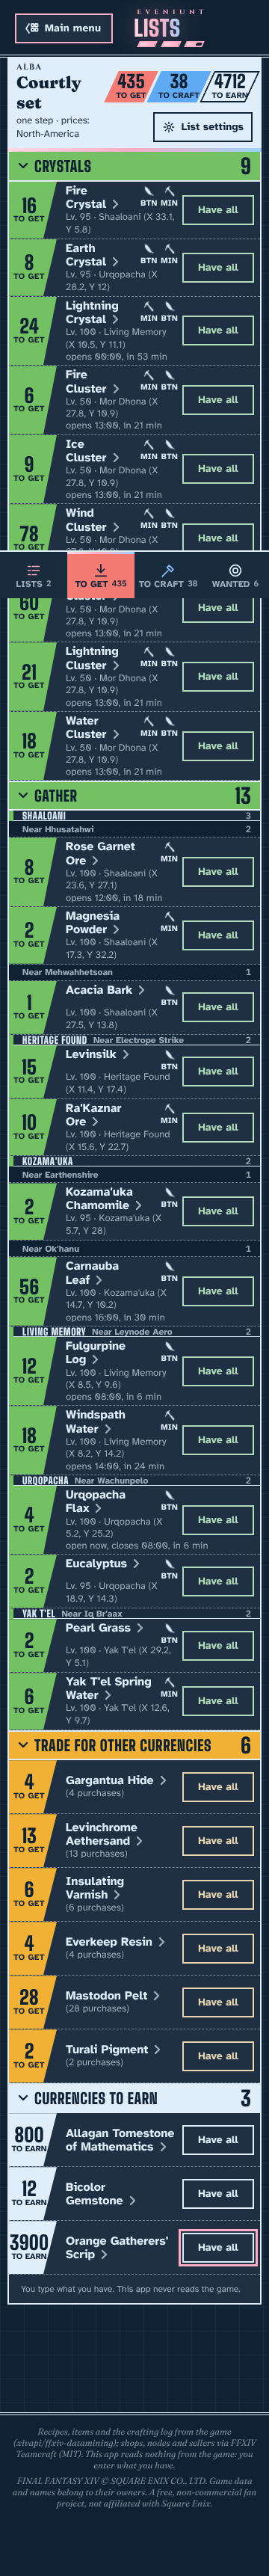 Main menu
EVENIUNT
LISTS
ALBA
Courtly
set
one step · prices:
North-America
435
TO GET
38
TO CRAFT
4712
TO EARN
List settings
CRYSTALS 9
16
TO GET
Fire
Crystal
BTN MIN
Lv. 95 · Shaaloani (X 33.1,
Y 5.8)
Have all
8
TO GET
Earth
Crystal
BTN MIN
Lv. 95 · Urqopacha (X
28.2, Y 12)
Have all
24
TO GET
Lightning
Crystal
MIN BTN
Lv. 100 · Living Memory
(X 10.5, Y 11.1)
opens 00:00, in 53 min
Have all
6
TO GET
Fire
Cluster
MIN BTN
Lv. 50 · Mor Dhona (X
27.8, Y 10.9)
opens 13:00, in 21 min
Have all
9
TO GET
Ice
Cluster
MIN BTN
Lv. 50 · Mor Dhona (X
27.8, Y 10.9)
opens 13:00, in 21 min
Have all
78
Wind
Cluster
MIN BTN
Lv. 50 · Mor Dhona (X
Have all
LISTS 2
TO GET 435
TO CRAFT 38
WANTED 6
60
TO GET
Lv. 50 · Mor Dhona (X
27.8, Y 10.9)
opens 13:00, in 21 min
Have all
21
TO GET
Lightning
Cluster
MIN BTN
Lv. 50 · Mor Dhona (X
27.8, Y 10.9)
opens 13:00, in 21 min
Have all
18
TO GET
Water
Cluster
MIN BTN
Lv. 50 · Mor Dhona (X
27.8, Y 10.9)
opens 13:00, in 21 min
Have all
GATHER 13
SHAALOANI 3
Near Hhusatahwi 2
8
TO GET
Rose Garnet
Ore
MIN
Lv. 100 · Shaaloani (X
23.6, Y 27.1)
opens 12:00, in 18 min
Have all
2
TO GET
Magnesia
Powder
MIN
Lv. 100 · Shaaloani (X
17.3, Y 32.2)
Have all
Near Mehwahhetsoan 1
1
TO GET
Acacia Bark
BTN
Lv. 100 · Shaaloani (X
27.5, Y 13.8)
Have all
HERITAGE FOUND Near Electrope Strike 2
15
TO GET
Levinsilk
BTN
Lv. 100 · Heritage Found
(X 11.4, Y 17.4)
Have all
10
TO GET
Ra'Kaznar
Ore
MIN
Lv. 100 · Heritage Found
(X 15.6, Y 22.7)
Have all
KOZAMA'UKA 2
Near Earthenshire 1
2
TO GET
Kozama'uka
Chamomile
BTN
Lv. 95 · Kozama'uka (X
5.7, Y 28)
Have all
Near Ok'hanu 1
56
TO GET
Carnauba
Leaf
BTN
Lv. 100 · Kozama'uka (X
14.7, Y 10.2)
opens 16:00, in 30 min
Have all
LIVING MEMORY Near Leynode Aero 2
12
TO GET
Fulgurpine
Log
BTN
Lv. 100 · Living Memory
(X 8.5, Y 9.6)
opens 08:00, in 6 min
Have all
18
TO GET
Windspath
Water
MIN
Lv. 100 · Living Memory
(X 8.2, Y 14.2)
opens 14:00, in 24 min
Have all
URQOPACHA Near Wachunpelo 2
4
TO GET
Urqopacha
Flax
BTN
Lv. 100 · Urqopacha (X
5.2, Y 25.2)
open now, closes 08:00, in 6 min
Have all
2
TO GET
Eucalyptus
BTN
Lv. 95 · Urqopacha (X
18.9, Y 14.3)
Have all
YAK T'EL Near Iq Br'aax 2
2
TO GET
Pearl Grass
BTN
Lv. 100 · Yak T'el (X 29.2,
Y 5.1)
Have all
6
TO GET
Yak T'el Spring
Water
MIN
Lv. 100 · Yak T'el (X 12.6,
Y 9.7)
Have all
TRADE FOR OTHER CURRENCIES 6
4
TO GET
Gargantua Hide
(4 purchases)
Have all
13
TO GET
Levinchrome
Aethersand
(13 purchases)
Have all
6
TO GET
Insulating
Varnish
(6 purchases)
Have all
4
TO GET
Everkeep Resin
(4 purchases)
Have all
28
TO GET
Mastodon Pelt
(28 purchases)
Have all
2
TO GET
Turali Pigment
(2 purchases)
Have all
CURRENCIES TO EARN 3
800
TO EARN
Allagan Tomestone
of Mathematics
Have all
12
TO EARN
Bicolor
Gemstone
Have all
3900
TO EARN
Orange Gatherers'
Scrip
Have all
You type what you have. This app never reads the game.
Recipes, items and the crafting log from the game
(xivapi/ffxiv-datamining); shops, nodes and sellers via FFXIV
Teamcraft (MIT). This app reads nothing from the game: you
enter what you have.
FINAL FANTASY XIV © SQUARE ENIX CO., LTD. Game data
and names belong to their owners. A free, non-commercial fan
project, not affiliated with Square Enix.